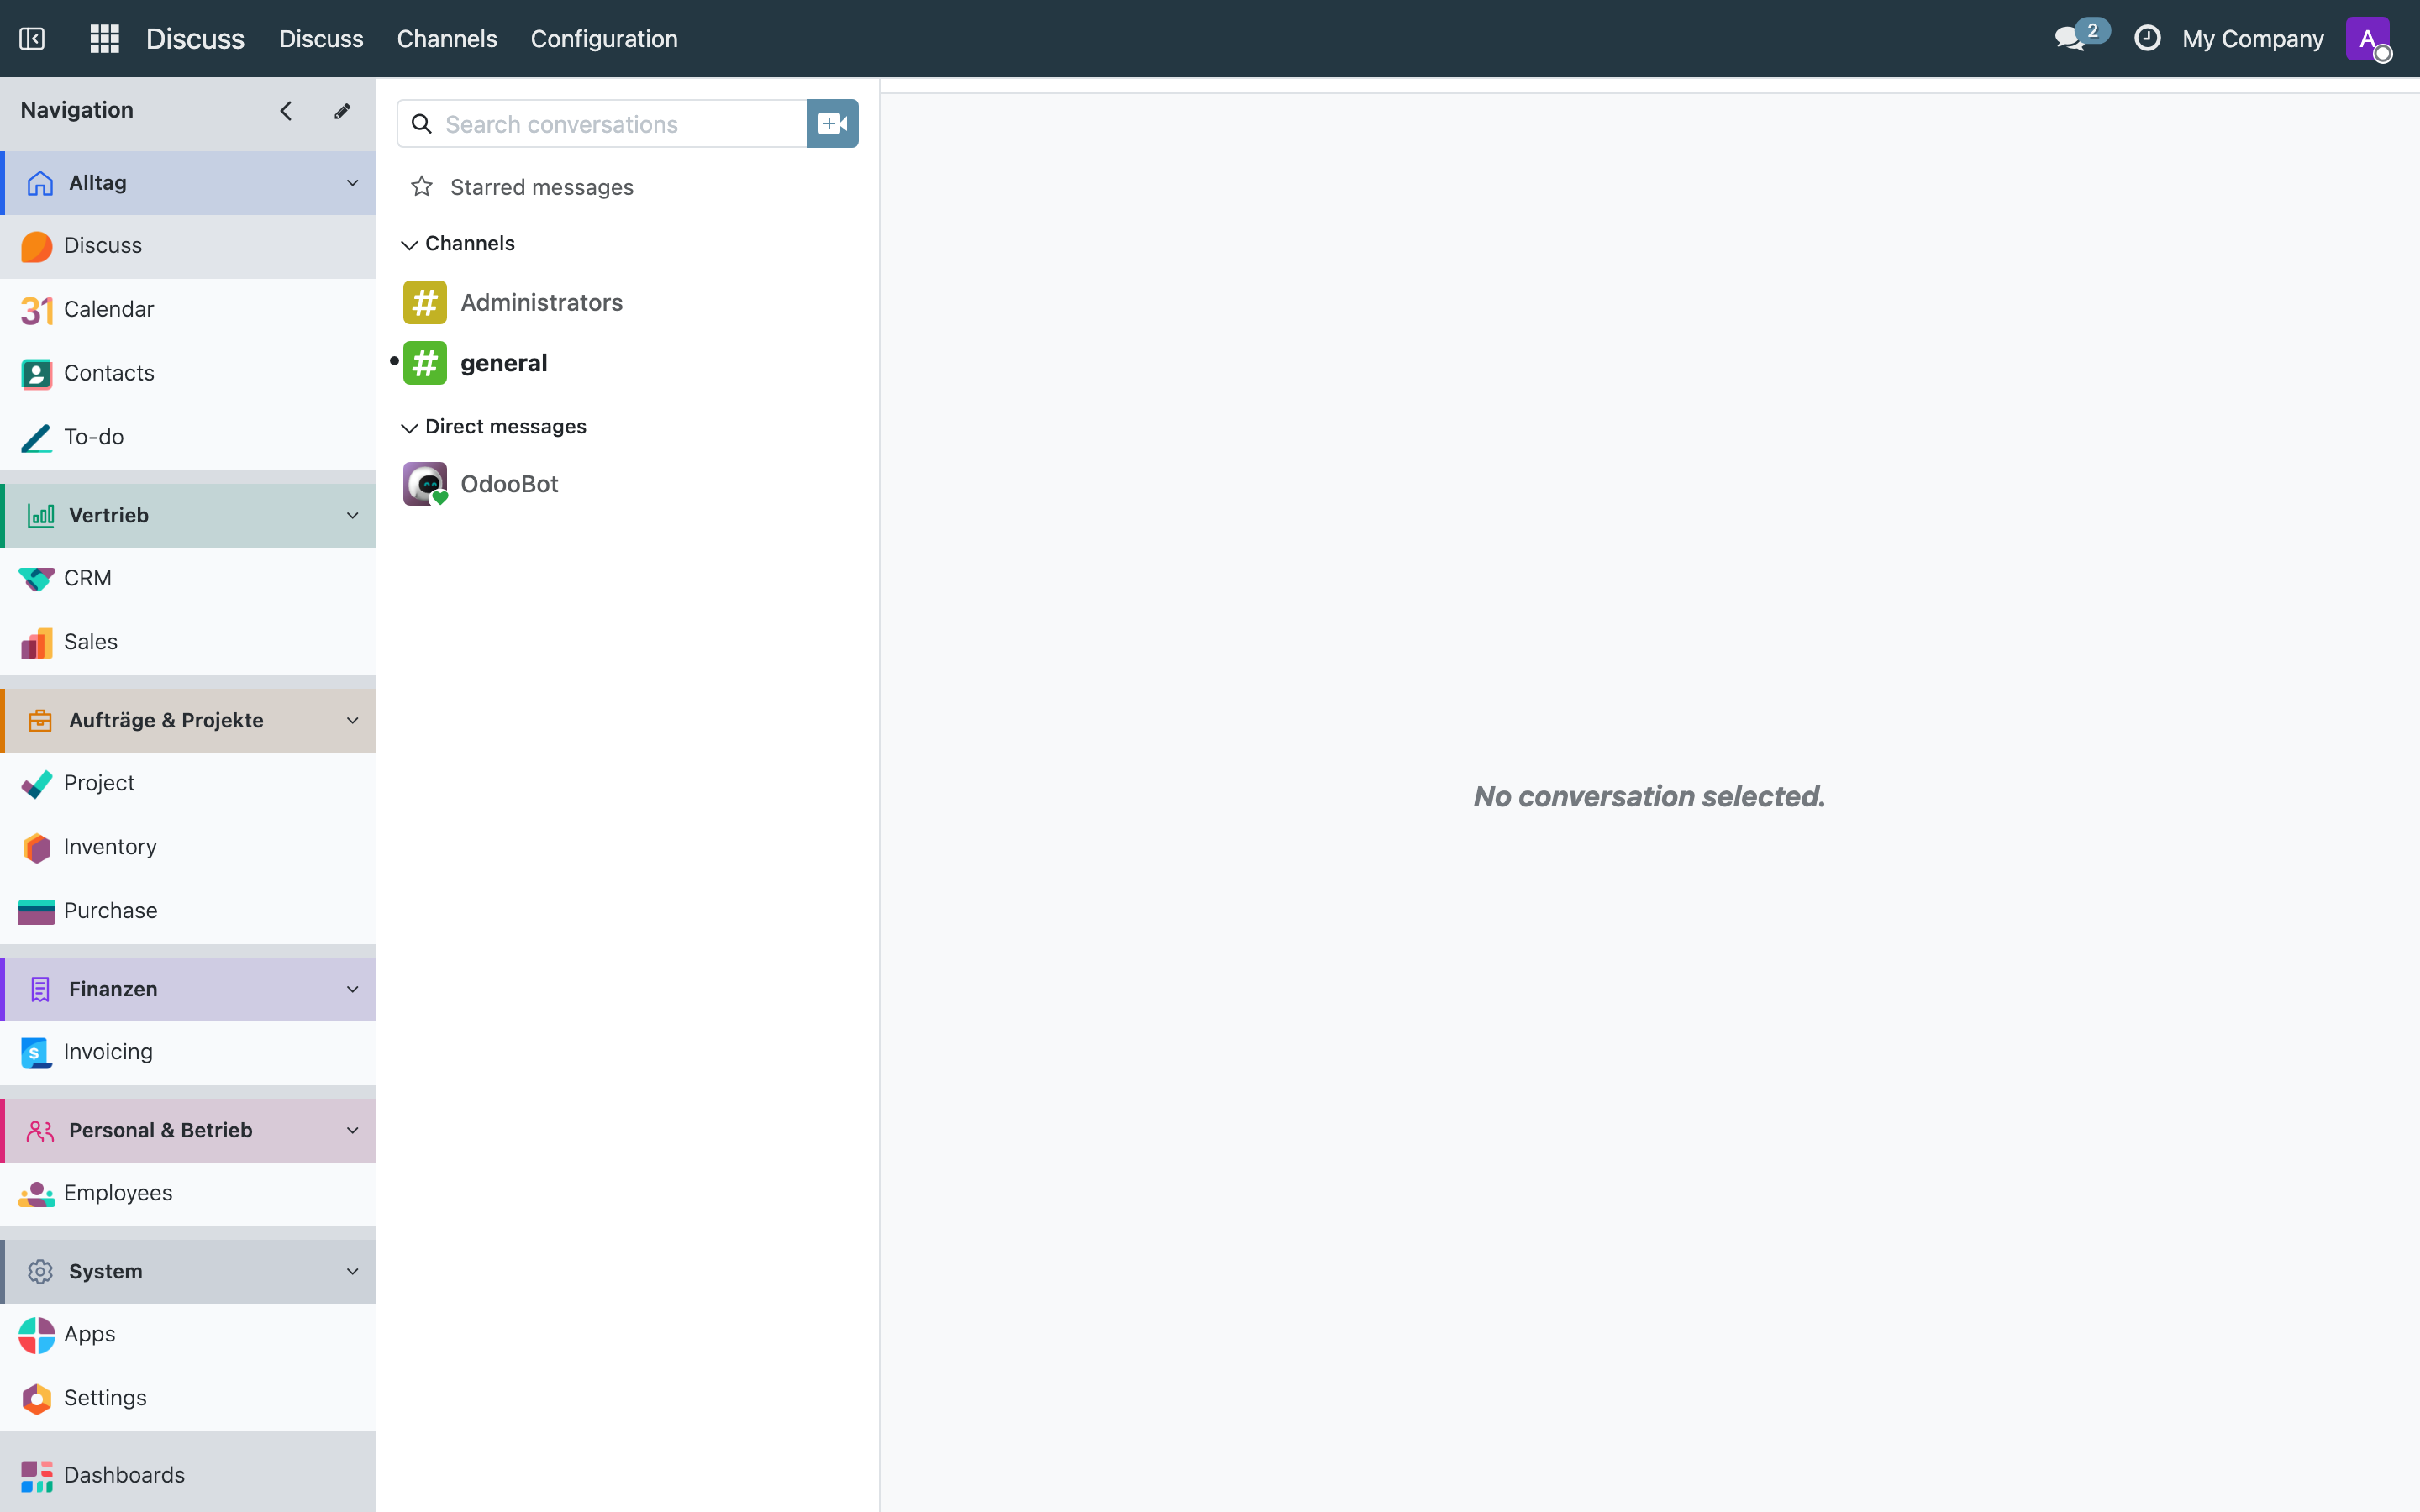 Discuss
Discuss
Channels
Configuration
2
My Company
A
Navigation
Alltag
Discuss
31 Calendar
Contacts
To-do
Vertrieb
CRM
Sales
Aufträge & Projekte
Project
Inventory
Purchase
Finanzen
$ Invoicing
Personal & Betrieb
Employees
System
Apps
Settings
Dashboards
Search conversations
Starred messages
Channels
# Administrators
# general
Direct messages
OdooBot
No conversation selected.